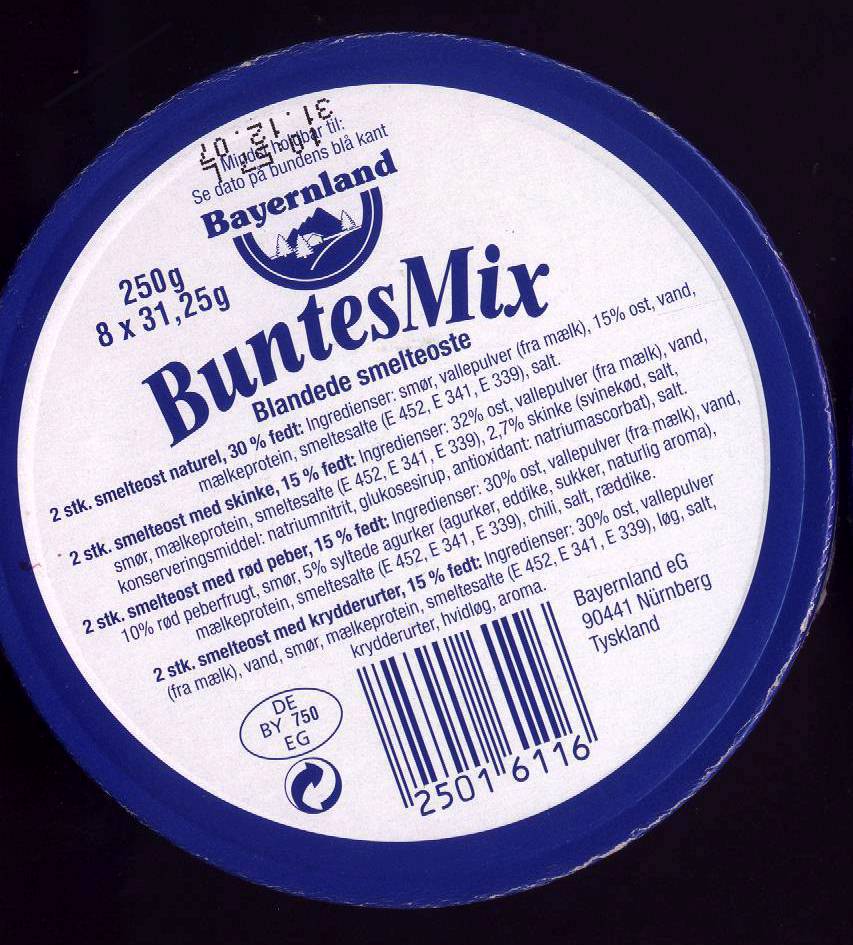 31.12.07
Mindst holdbar til:
Se dato på bundens blå kant
Bayernland
250g
8 x 31,25g
BuntesMix
Blandede smelteoste
2 stk. smelteost naturel, 30 % fedt: Ingredienser: smør, vallepulver (fra mælk), 15% ost, vand,
mælkeprotein, smeltesalte (E 452, E 341, E 339), salt.
2 stk. smelteost med skinke, 15 % fedt: Ingredienser: 32% ost, vallepulver (fra mælk), vand,
smør, mælkeprotein, smeltesalte (E 452, E 341, E 339), 2,7% skinke (svinekød, salt,
konserveringsmiddel: natriumnitrit, glukosesirup, antioxidant: natriumascorbat), salt.
2 stk. smelteost med rød peber, 15 % fedt: Ingredienser: 30% ost, vallepulver (fra mælk), vand,
10% rød peberfrugt, smør, 5% syltede agurker (agurker, eddike, sukker, naturlig aroma),
mælkeprotein, smeltesalte (E 452, E 341, E 339), chili, salt, ræddike.
2 stk. smelteost med krydderurter, 15 % fedt: Ingredienser: 30% ost, vallepulver
(fra mælk), vand, smør, mælkeprotein, smeltesalte (E 452, E 341, E 339), løg, salt,
krydderurter, hvidløg, aroma.
Bayernland eG
90441 Nürnberg
Tyskland
DE
BY 750
EG
2501 6116